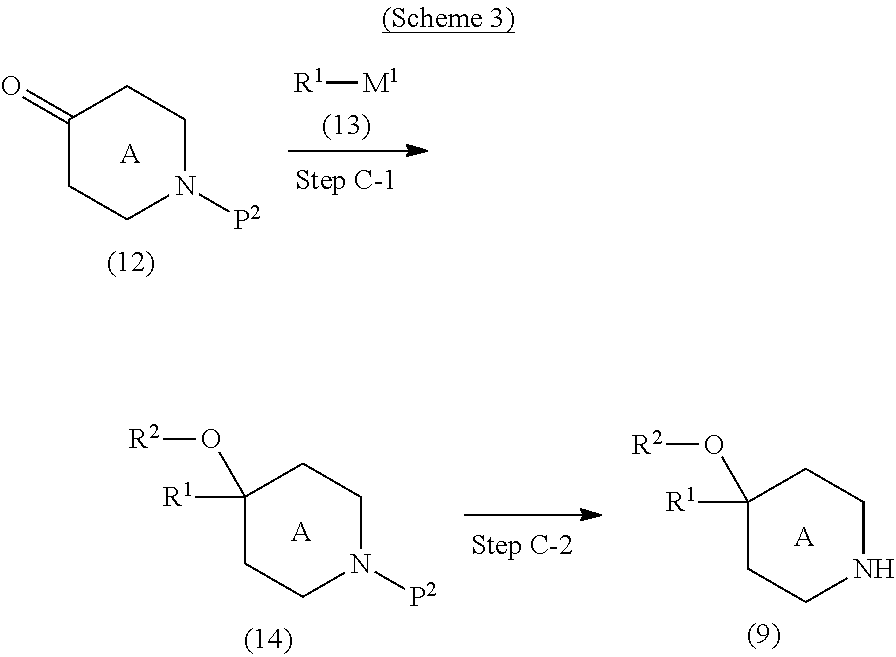 (Scheme 3)
R¹—M¹
O
(13)
A
Step C-1
N
P²
(12)
R²—O
R²—O
R¹
R¹
A
A
Step C-2
N
NH
P²
(14)
(9)